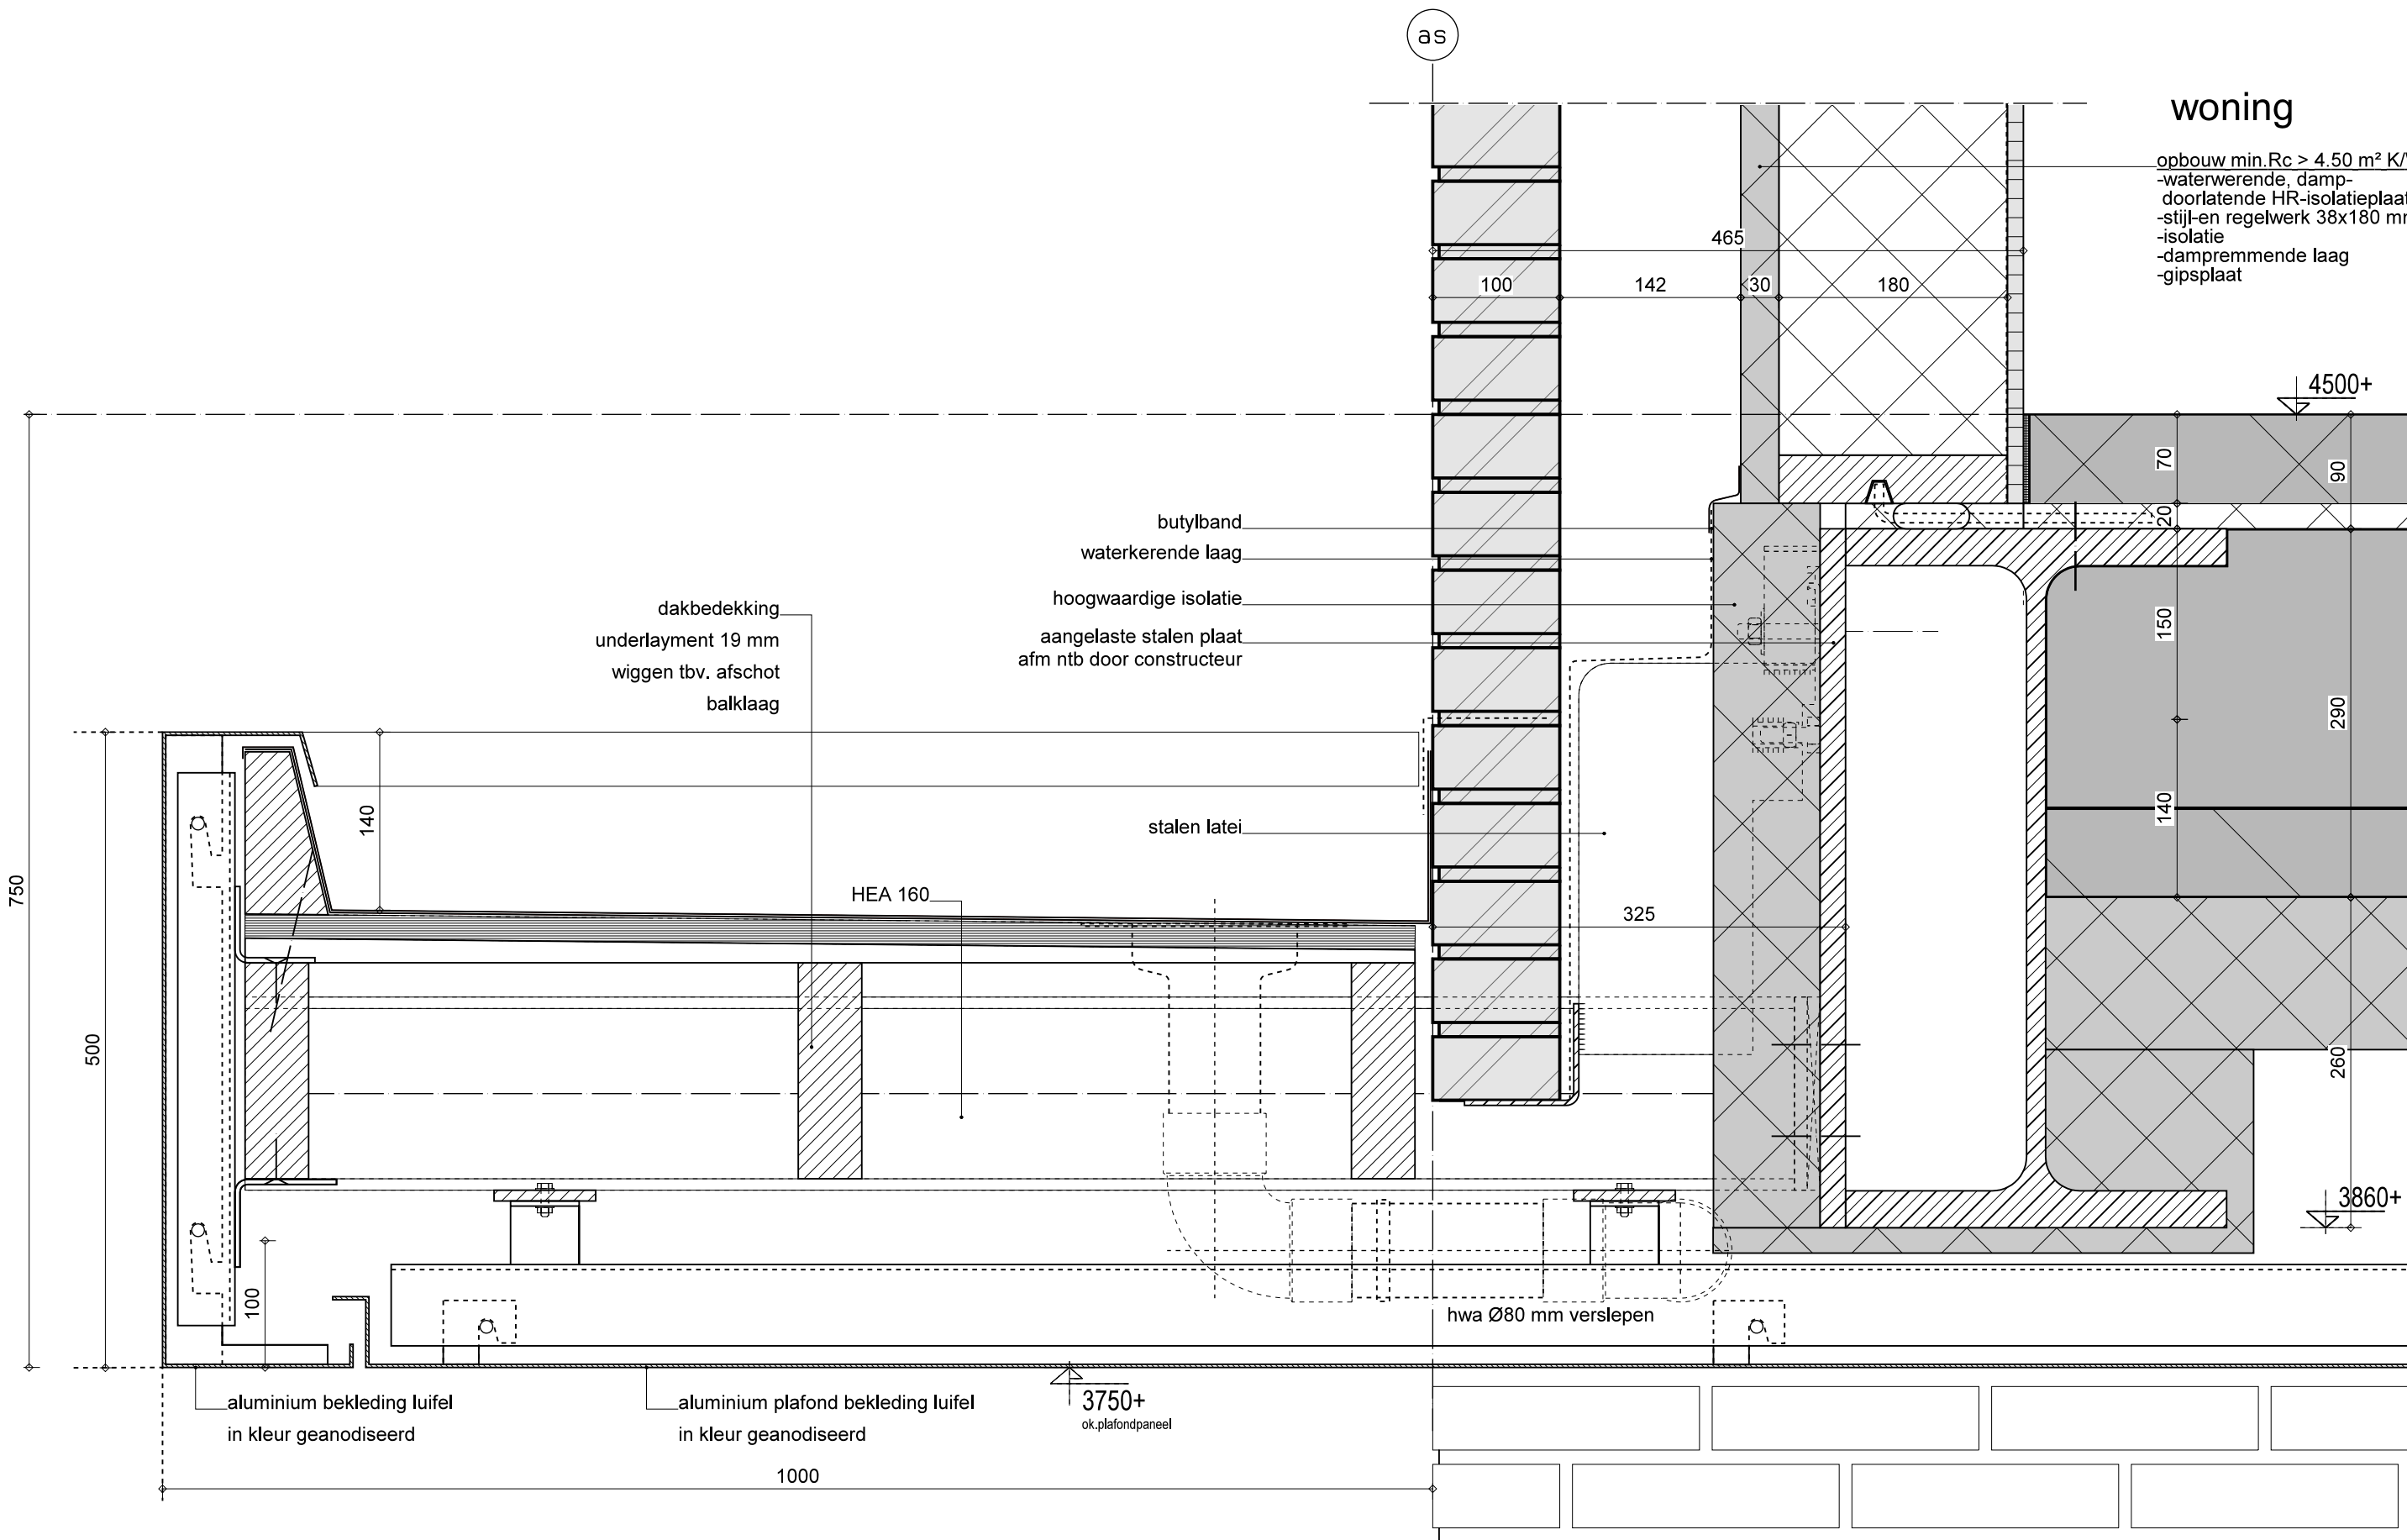 as
woning
opbouw min.Rc > 4.50 m² K/
-waterwerende, damp-
doorlatende HR-isolatieplaat
-stijl-en regelwerk 38x180 mm
-isolatie
-dampremmende laag
-gipsplaat
465
100 142 30 180
4500+
70
90
20
150
290
140
260
3860+
butylband
waterkerende laag
hoogwaardige isolatie
aangelaste stalen plaat
afm ntb door constructeur
dakbedekking
underlayment 19 mm
wiggen tbv. afschot
balklaag
140
stalen latei
HEA 160
325
750
500
100
hwa Ø80 mm verslepen
aluminium bekleding luifel
in kleur geanodiseerd
aluminium plafond bekleding luifel
in kleur geanodiseerd
3750+
ok.plafondpaneel
1000